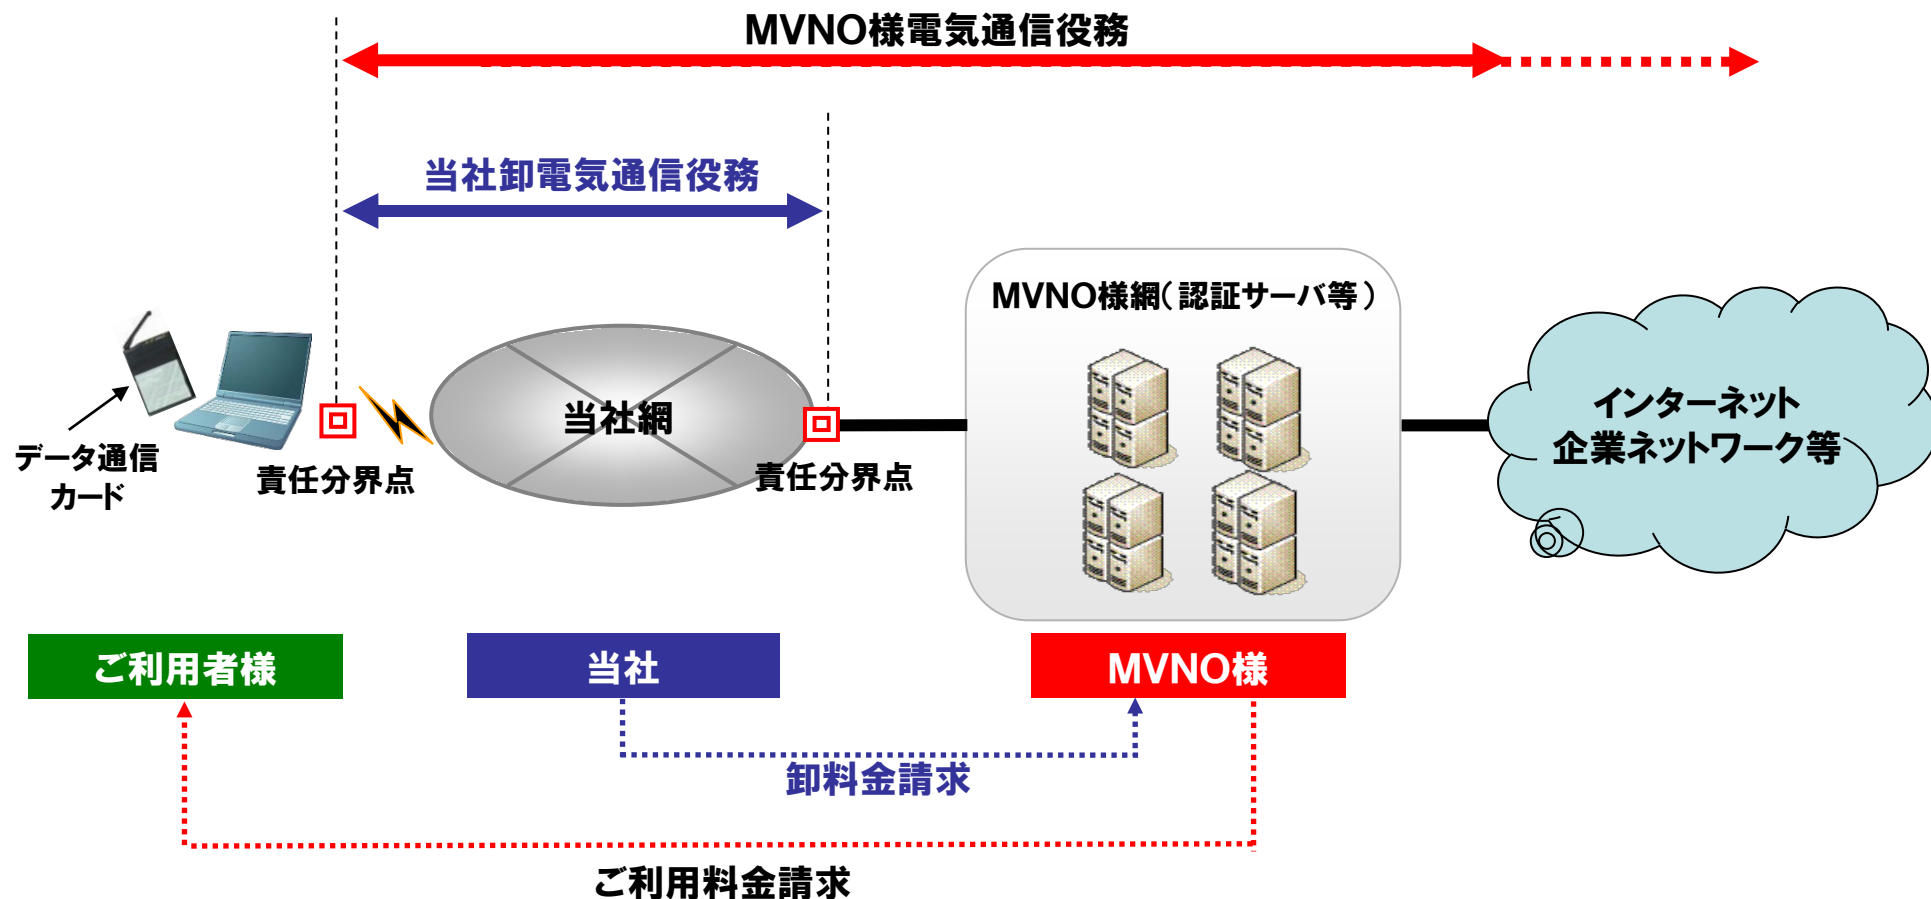 MVNO様電気通信役務
当社卸電気通信役務
MVNO様網(認証サーバ等)
データ通信
カード
責任分界点
当社網
責任分界点
インターネット
企業ネットワーク等
ご利用者様
当社
MVNO様
卸料金請求
ご利用料金請求